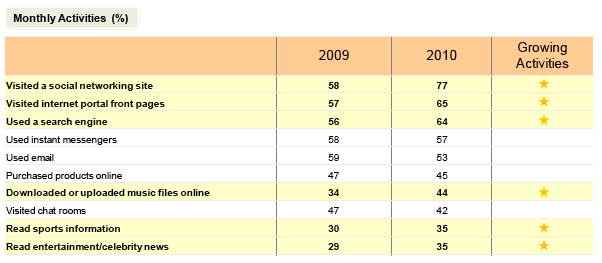 Monthly Activities (%)
2009 2010 Growing Activities
Visited a social networking site 58 77 ★
Visited internet portal front pages 57 65 ★
Used a search engine 56 64 ★
Used instant messengers 58 57
Used email 59 53
Purchased products online 47 45
Downloaded or uploaded music files online 34 44 ★
Visited chat rooms 47 42
Read sports information 30 35 ★
Read entertainment/celebrity news 29 35 ★